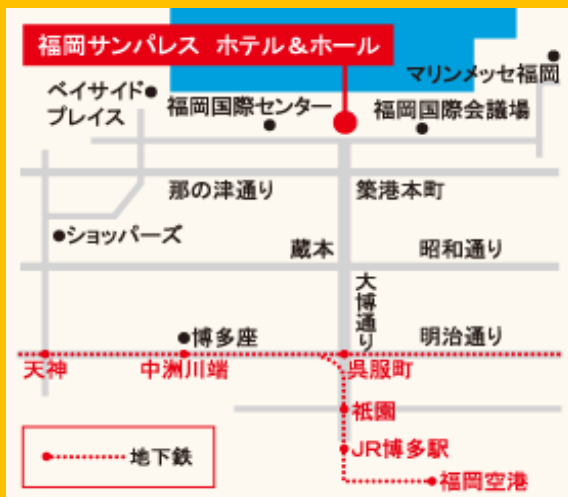 福岡サンパレス ホテル&ホール
マリンメッセ福岡
ベイサイド
プレイス
福岡国際センター
福岡国際会議場
那の津通り
築港本町
ショッパーズ
蔵本
昭和通り
大博通り
博多座
明治通り
天神
中洲川端
呉服町
祇園
JR博多駅
地下鉄
福岡空港